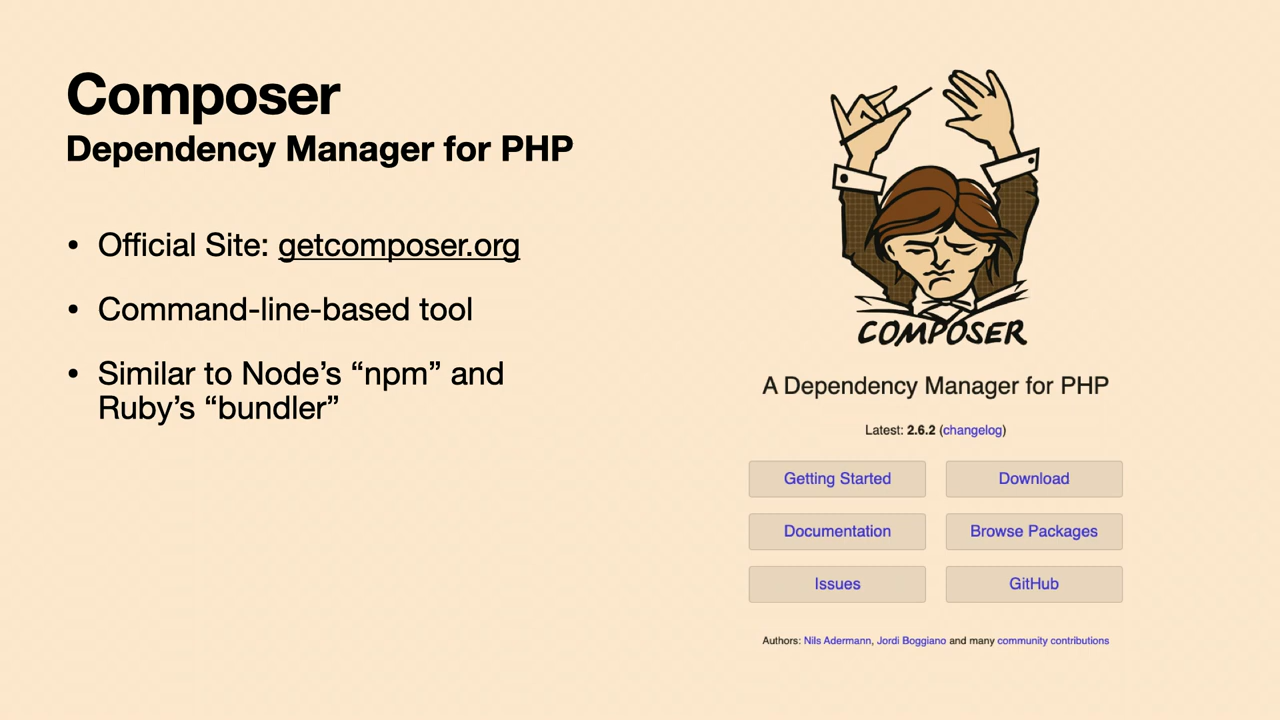 Composer
Dependency Manager for PHP
• Official Site: getcomposer.org
• Command-line-based tool
• Similar to Node’s “npm” and
Ruby’s “bundler”
COMPOSER
A Dependency Manager for PHP
Latest: 2.6.2 (changelog)
Getting Started
Download
Documentation
Browse Packages
Issues
GitHub
Authors: Nils Adermann, Jordi Boggiano and many community contributions